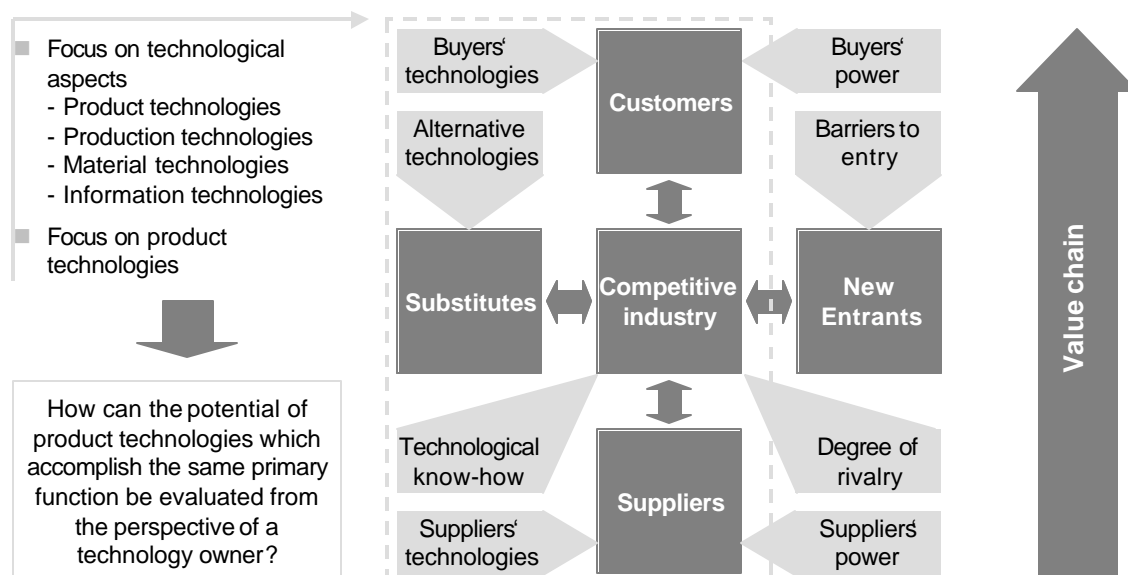 Focus on technological
aspects
- Product technologies
- Production technologies
- Material technologies
- Information technologies
Focus on product
technologies
How can the potential of
product technologies which
accomplish the same primary
function be evaluated from
the perspective of a
technology owner?
Buyers‘
technologies
Customers
Buyers‘
power
Alternative
technologies
Barriers to
entry
Substitutes
Competitive
industry
New
Entrants
Technological
know-how
Degree of
rivalry
Suppliers
Suppliers‘
technologies
Suppliers‘
power
Value chain